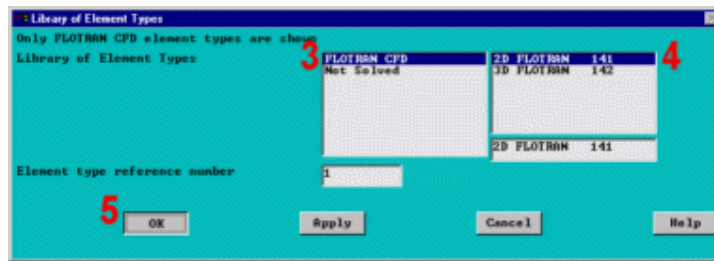 Library of Element Types
Only FLOTRAN CFD element types are shown
Library of Element Types
3
FLOTRAN CFD
Not Solved
2D FLOTRAN 141
3D FLOTRAN 142
4
2D FLOTRAN 141
Element type reference number
1
5
OK
Apply
Cancel
Help